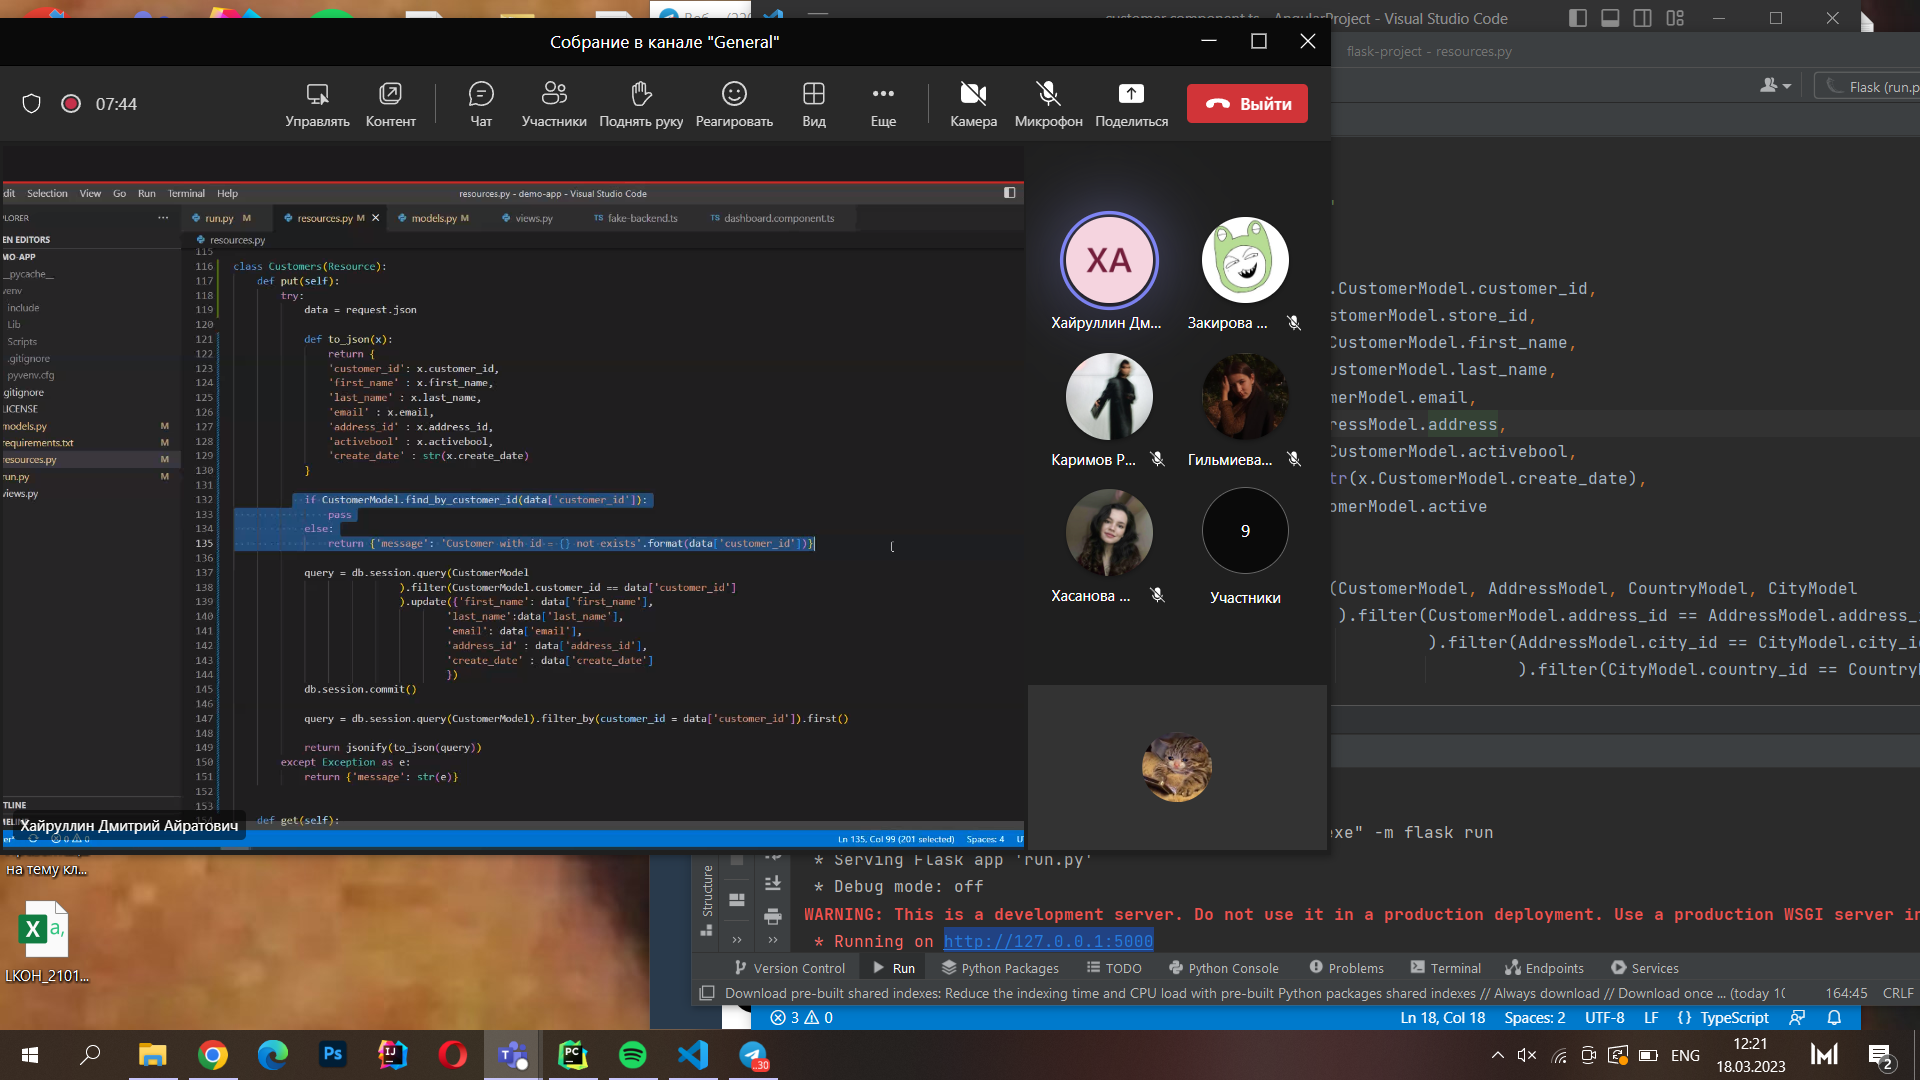 customer.component.ts - AngularProject - Visual Studio Code
Собрание в канале "General"
flask-project - resources.py
07:44
Управлять
Контент
Чат
Участники
Поднять руку
Реагировать
Вид
Еще
Камера
Микрофон
Поделиться
Выйти
Flask (run.p
dit Selection View Go Run Terminal Help
resources.py - demo-app - Visual Studio Code
PLORER
run.py M
resources.py M
models.py M
views.py
TS fake-backend.ts
TS dashboard.component.ts
EN EDITORS
resources.py
MO-APP
__pycache__
venv
include
Lib
Scripts
.gitignore
pyvenv.cfg
gitignore
LICENSE
models.py M
requirements.txt M
resources.py M
run.py M
views.py
115
116 class Customers(Resource):
117 def put(self):
118 try:
119 data = request.json
120
121 def to_json(x):
122 return {
123 'customer_id': x.customer_id,
124 'first_name' : x.first_name,
125 'last_name' : x.last_name,
126 'email' : x.email,
127 'address_id' : x.address_id,
128 'activebool' : x.activebool,
129 'create_date' : str(x.create_date)
130 }
131
132 if CustomerModel.find_by_customer_id(data['customer_id']):
133 pass
134 else:
135 return {'message': 'Customer with id = {} not exists'.format(data['customer_id'])}
136
137 query = db.session.query(CustomerModel
138 ).filter(CustomerModel.customer_id == data['customer_id']
139 ).update({'first_name': data['first_name'],
140 'last_name':data['last_name'],
141 'email': data['email'],
142 'address_id' : data['address_id'],
143 'create_date' : data['create_date']
144 })
145 db.session.commit()
146
147 query = db.session.query(CustomerModel).filter_by(customer_id = data['customer_id']).first()
148
149 return jsonify(to_json(query))
150 except Exception as e:
151 return {'message': str(e)}
152
153
154 def get(self):
TLINE
Хайруллин Дмитрий Айратович
Ln 135, Col 99 (201 selected) Spaces: 4
ХА
Хайруллин Дм...
Закирова ...
Каримов Р...
Гильмиева...
Хасанова ...
9
Участники
.CustomerModel.customer_id,
stomerModel.store_id,
CustomerModel.first_name,
ustomerModel.last_name,
merModel.email,
ressModel.address,
CustomerModel.activebool,
tr(x.CustomerModel.create_date),
omerModel.active
(CustomerModel, AddressModel, CountryModel, CityModel
).filter(CustomerModel.address_id == AddressModel.address_
).filter(AddressModel.city_id == CityModel.city_i
).filter(CityModel.country_id == Country
exe" -m flask run
* Serving Flask app 'run.py'
* Debug mode: off
WARNING: This is a development server. Do not use it in a production deployment. Use a production WSGI server in
* Running on http://127.0.0.1:5000
Structure
Version Control
Run
Python Packages
TODO
Python Console
Problems
Terminal
Endpoints
Services
Download pre-built shared indexes: Reduce the indexing time and CPU load with pre-built Python packages shared indexes // Always download // Download once ... (today 10
164:45 CRLF
3 0
Ln 18, Col 18 Spaces: 2 UTF-8 LF {} TypeScript
на тему кл...
LKOH_2101...
Ps
PC
.30
ENG
12:21
18.03.2023
2